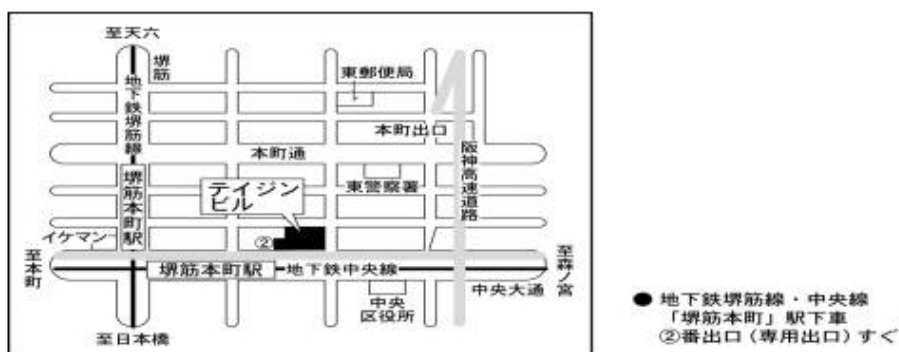 至天六
堺筋
地下鉄堺筋線
東郵便局
本町出口
本町通
阪神高速道路
堺筋本町駅
テイジン
ビル
東警察署
イケマン
②
至本町
堺筋本町駅
地下鉄中央線
至森ノ宮
中央大通
中央
区役所
至日本橋
● 地下鉄堺筋線・中央線
「堺筋本町」駅下車
②番出口(専用出口)すぐ